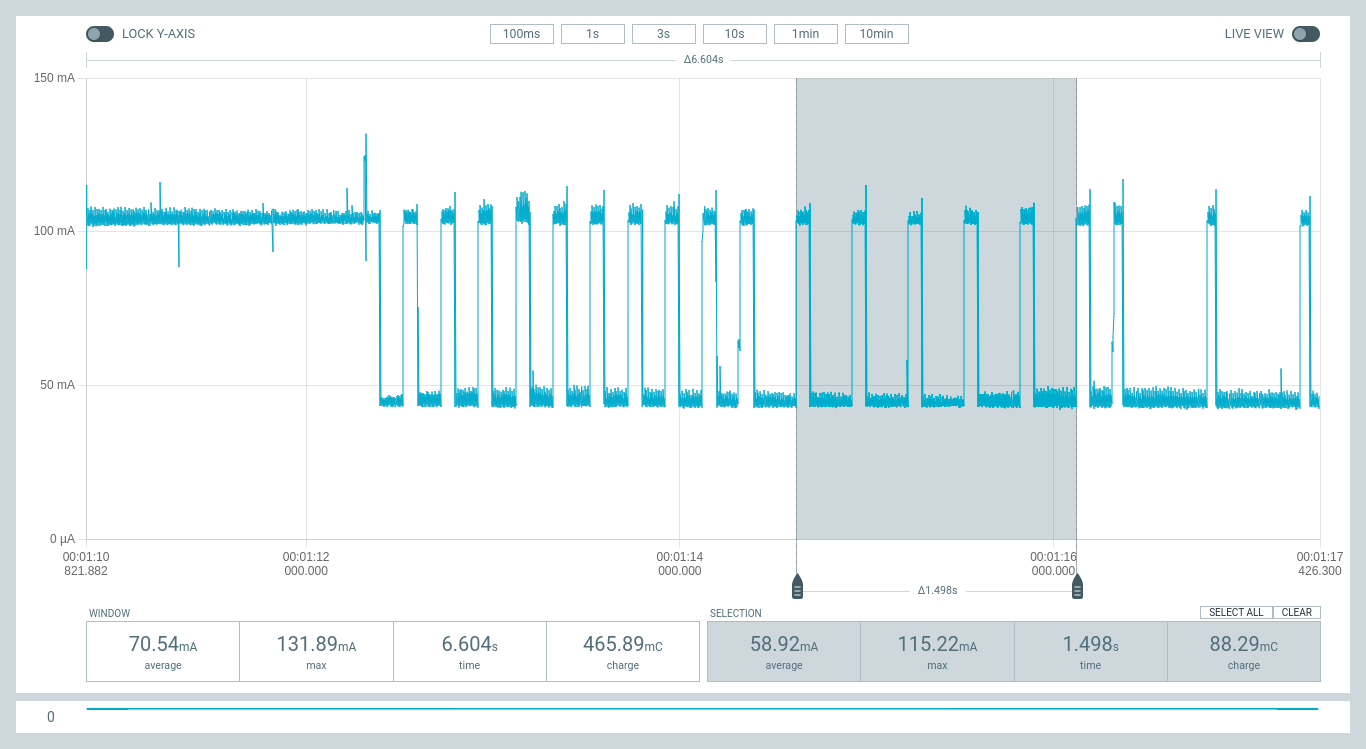 LOCK Y-AXIS 100ms 1s 3s 10s 1min 10min LIVE VIEW
Δ6.604s
150 mA
100 mA
50 mA
0 µA
00:01:10 00:01:12 00:01:14 00:01:16 00:01:17
821.882 000.000 000.000 000.000 426.300
Δ1.498s
WINDOW SELECTION SELECT ALL CLEAR
70.54mA 131.89mA 6.604s 465.89mC 58.92mA 115.22mA 1.498s 88.29mC
average max time charge average max time charge
0